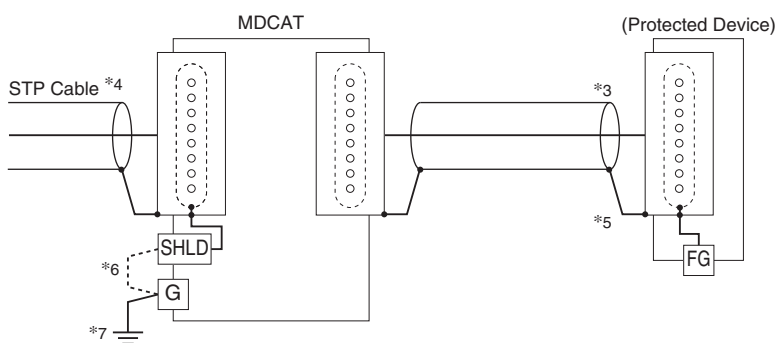 MDCAT
(Protected Device)
STP Cable *4
*3
*5
SHLD
*6
FG
G
*7